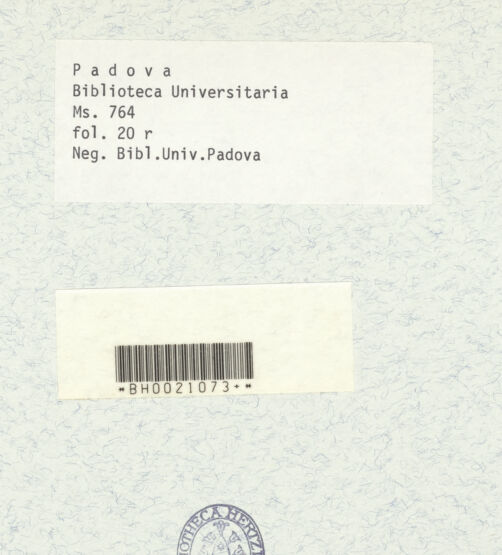 P a d o v a
Biblioteca Universitaria
Ms. 764
fol. 20 r
Neg. Bibl.Univ.Padova
*BH0021073+*